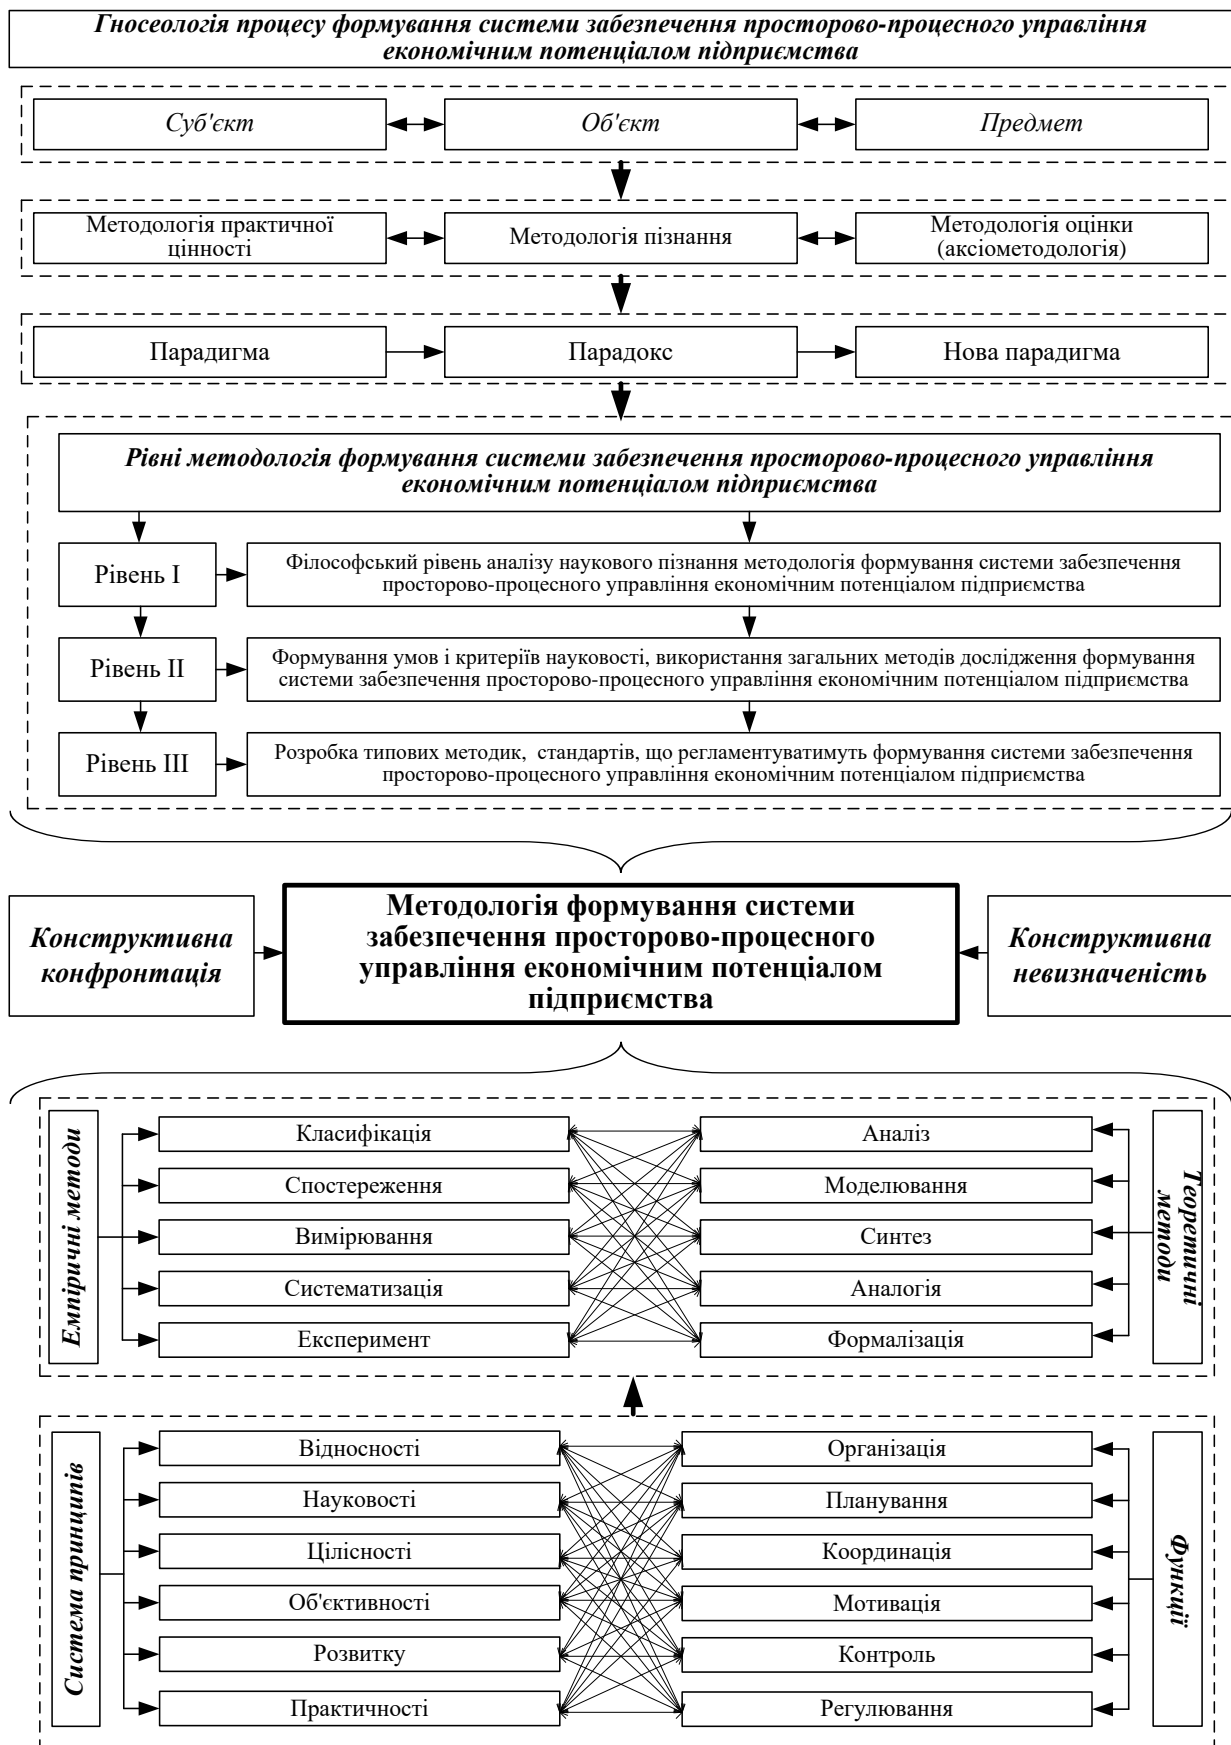 Гносеологія процесу формування системи забезпечення просторово-процесного управління
економічним потенціалом підприємства
Суб'єкт
Об'єкт
Предмет
Методологія практичної
цінності
Методологія пізнання
Методологія оцінки
(аксіометодологія)
Парадигма
Парадокс
Нова парадигма
Рівні методологія формування системи забезпечення просторово-процесного управління
економічним потенціалом підприємства
Рівень I
Філософський рівень аналізу наукового пізнання методологія формування системи забезпечення
просторово-процесного управління економічним потенціалом підприємства
Рівень II
Формування умов і критеріїв науковості, використання загальних методів дослідження формування
системи забезпечення просторово-процесного управління економічним потенціалом підприємства
Рівень III
Розробка типових методик, стандартів, що регламентуватимуть формування системи забезпечення
просторово-процесного управління економічним потенціалом підприємства
Конструктивна
конфронтація
Методологія формування системи
забезпечення просторово-процесного
управління економічним потенціалом
підприємства
Конструктивна
невизначеність
Емпіричні методи
Класифікація
Спостереження
Вимірювання
Систематизація
Експеримент
Аналіз
Моделювання
Синтез
Аналогія
Формалізація
Теоретичні
методи
Система принципів
Відносності
Науковості
Цілісності
Об'єктивності
Розвитку
Практичності
Організація
Планування
Координація
Мотивація
Контроль
Регулювання
Функції